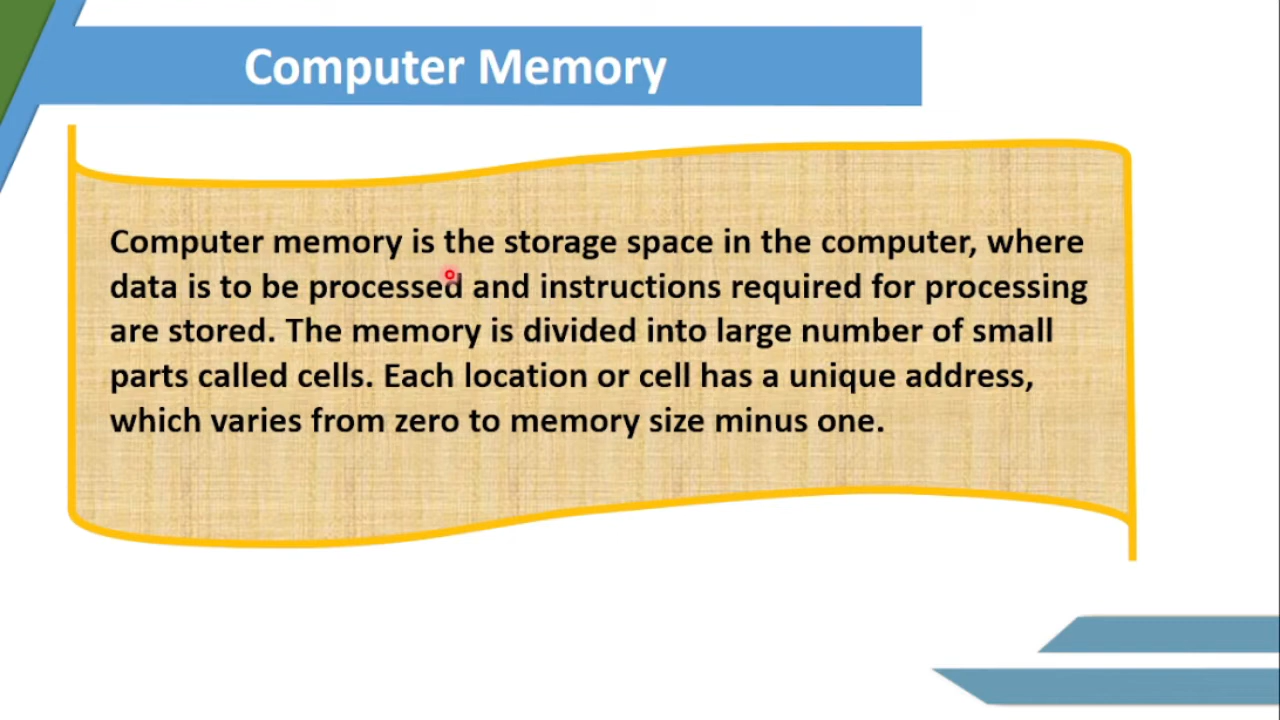 Computer Memory
Computer memory is the storage space in the computer, where
data is to be processed and instructions required for processing
are stored. The memory is divided into large number of small
parts called cells. Each location or cell has a unique address,
which varies from zero to memory size minus one.